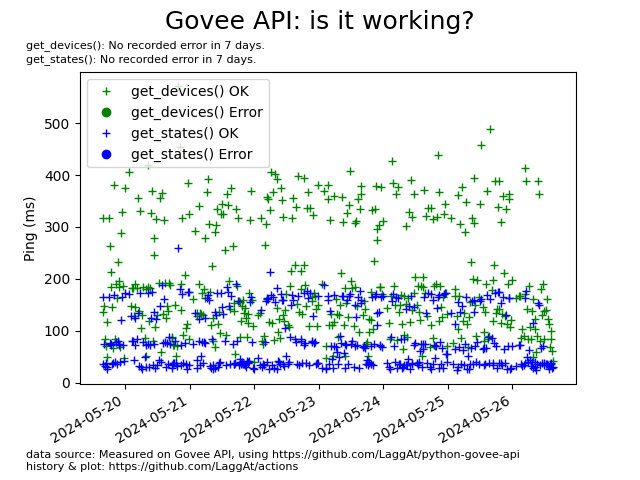 Govee API: is it working?
get_devices(): No recorded error in 7 days.
get_states(): No recorded error in 7 days.
get_devices() OK
get_devices() Error
get_states() OK
get_states() Error
Ping (ms)
500
400
300
200
100
0
2024-05-20
2024-05-21
2024-05-22
2024-05-23
2024-05-24
2024-05-25
2024-05-26
data source: Measured on Govee API, using https://github.com/LaggAt/python-govee-api
history & plot: https://github.com/LaggAt/actions